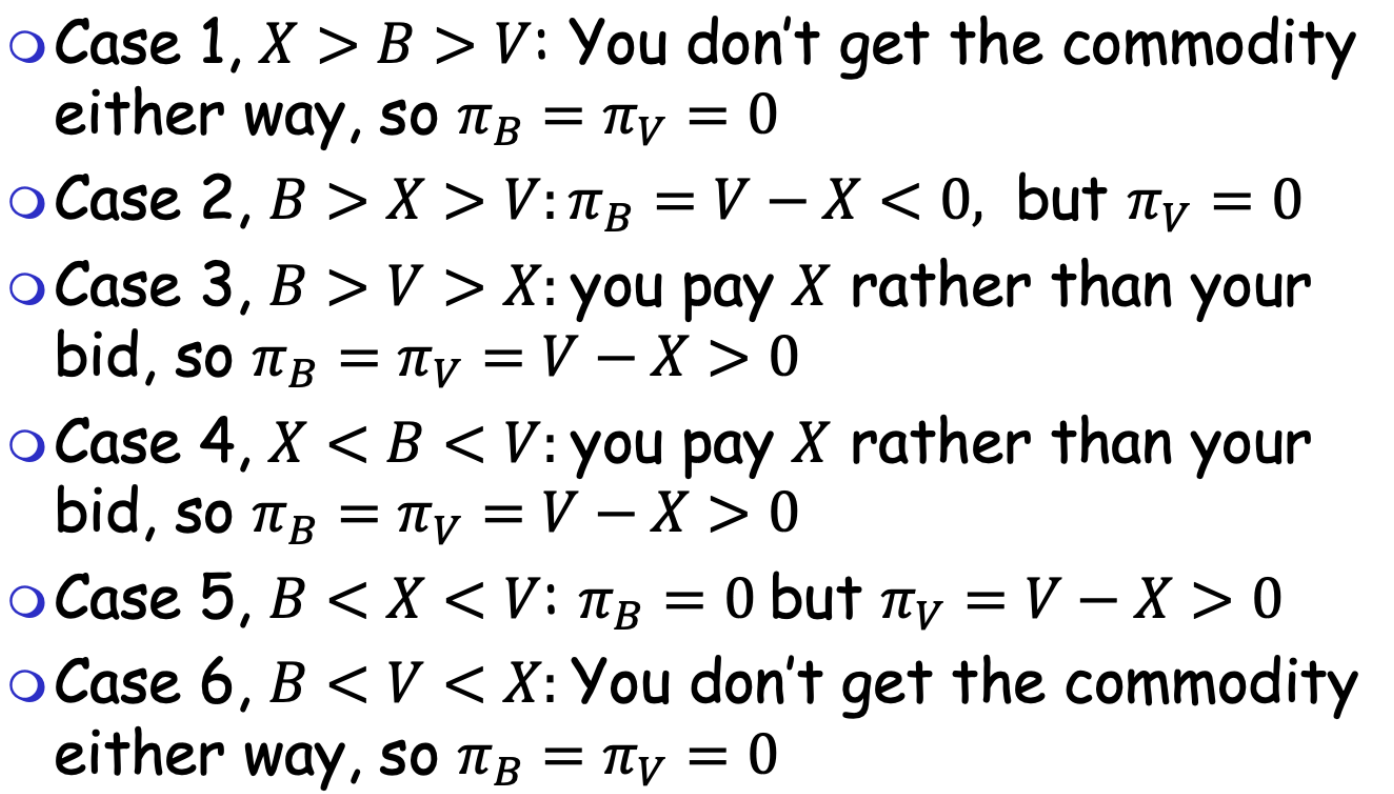 Case 1, X > B > V: You don't get the commodity
either way, so π_B = π_V = 0
Case 2, B > X > V: π_B = V − X < 0, but π_V = 0
Case 3, B > V > X: you pay X rather than your
bid, so π_B = π_V = V − X > 0
Case 4, X < B < V: you pay X rather than your
bid, so π_B = π_V = V − X > 0
Case 5, B < X < V: π_B = 0 but π_V = V − X > 0
Case 6, B < V < X: You don't get the commodity
either way, so π_B = π_V = 0